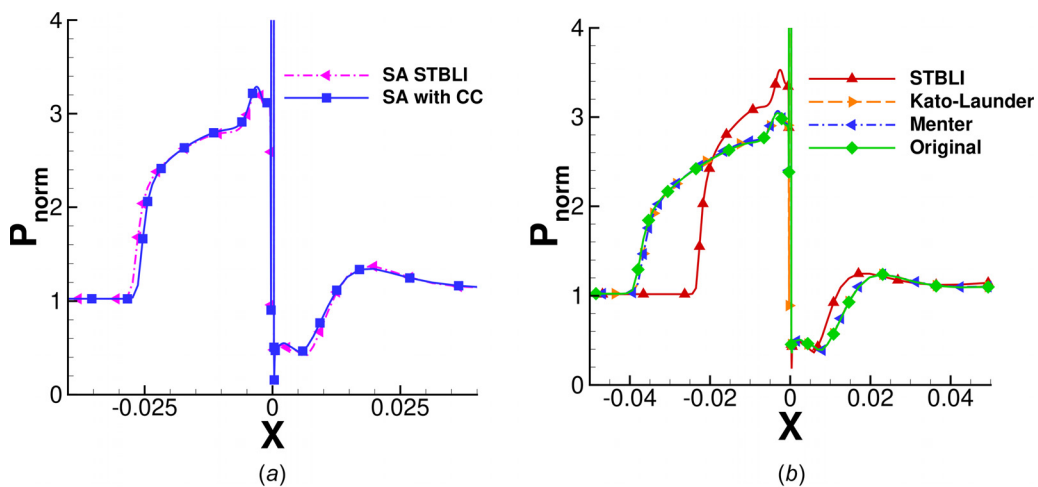 4
3
2
1
0
P norm
-0.025
0
0.025
X
SA STBLI
SA with CC
(a)
4
3
2
1
0
P norm
-0.04
-0.02
0
0.02
0.04
X
STBLI
Kato-Launder
Menter
Original
(b)